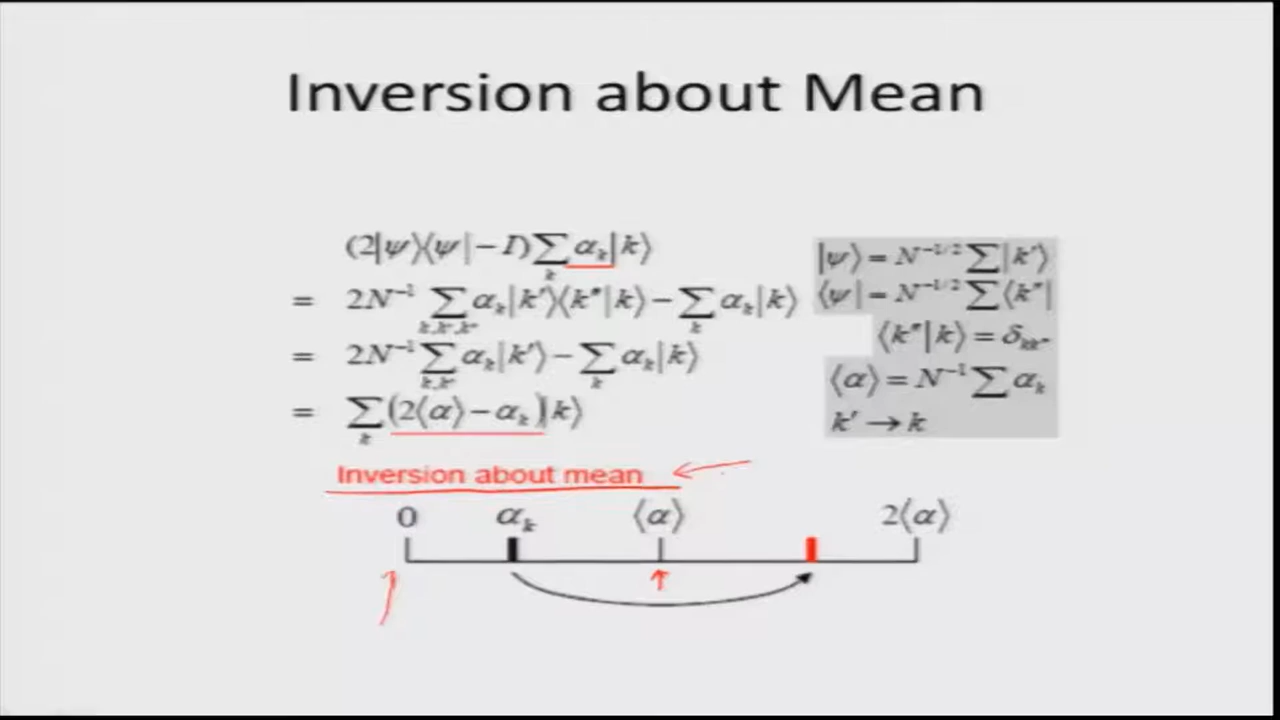 Inversion about Mean
(2|ψ⟩⟨ψ|−I)∑ₖ αₖ|k⟩
= 2N⁻¹ ∑ₖ,ₖ',ₖ'' αₖ|k'⟩⟨k''|k⟩ − ∑ₖ αₖ|k⟩
= 2N⁻¹ ∑ₖ,ₖ' αₖ|k'⟩ − ∑ₖ αₖ|k⟩
= ∑ₖ (2⟨α⟩−αₖ)|k⟩
|ψ⟩ = N⁻¹ᐟ² ∑|k'⟩
⟨ψ| = N⁻¹ᐟ² ∑⟨k''|
⟨k''|k⟩ = δₖₖ''
⟨α⟩ = N⁻¹ ∑ αₖ
k' → k
Inversion about mean
0 αₖ ⟨α⟩ 2⟨α⟩